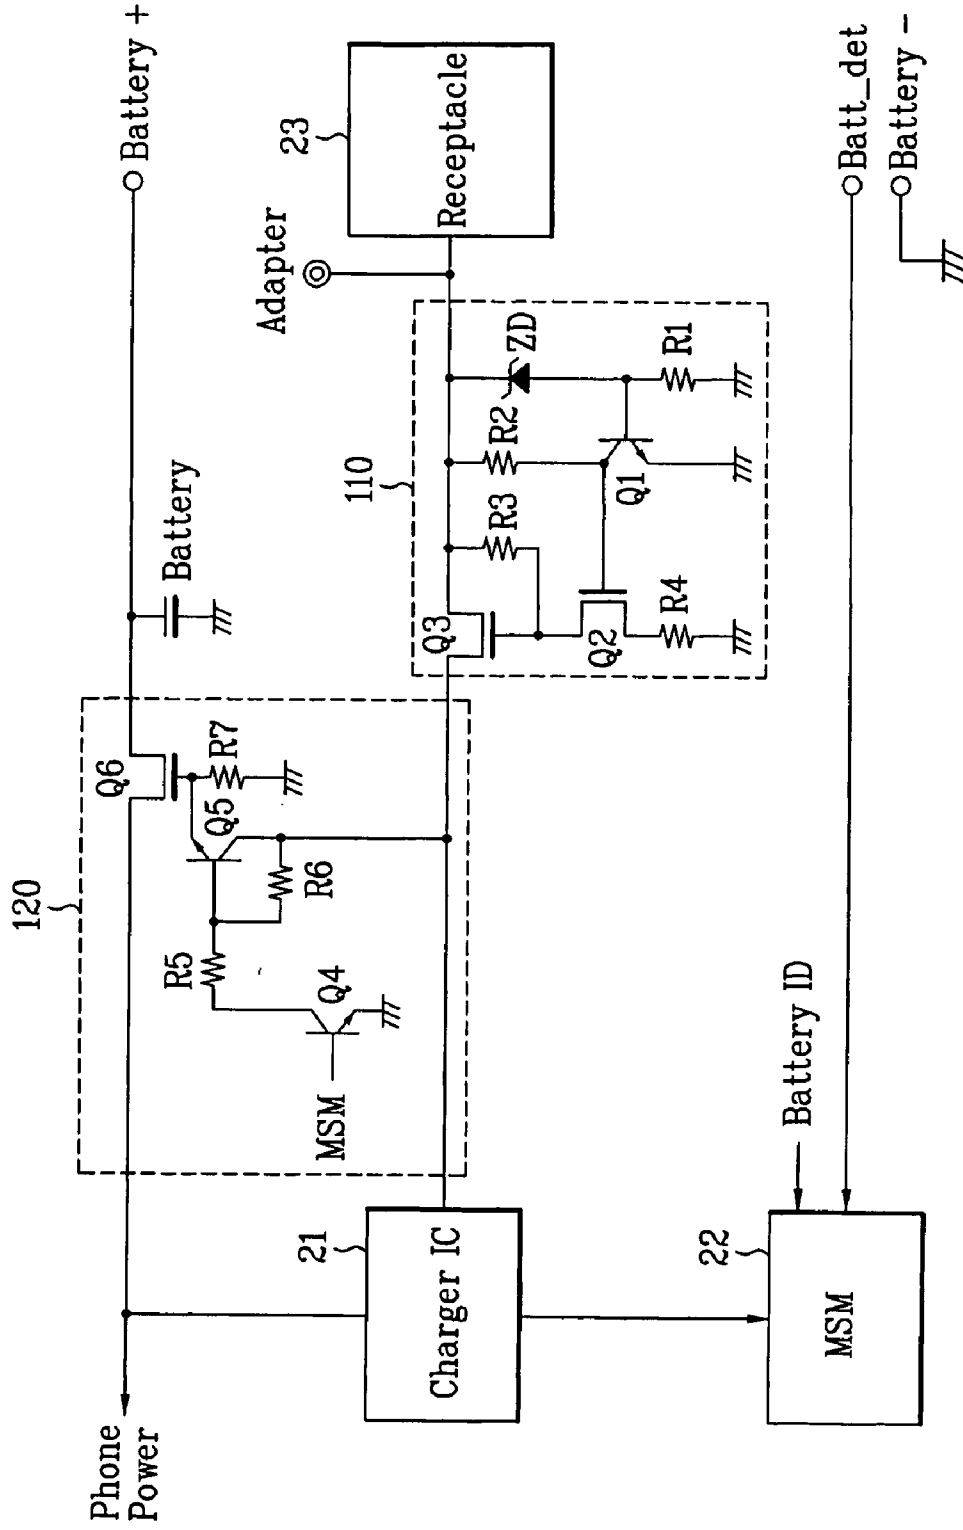 Phone
Power
120
Q6
Battery
Battery +
R7
Q5
R6
R5
Q4
MSM
Adapter
23
Receptacle
110
Q3
R3
R2
ZD
Q1
R1
Q2
R4
21
Charger IC
22
MSM
Battery ID
Batt_det
Battery -